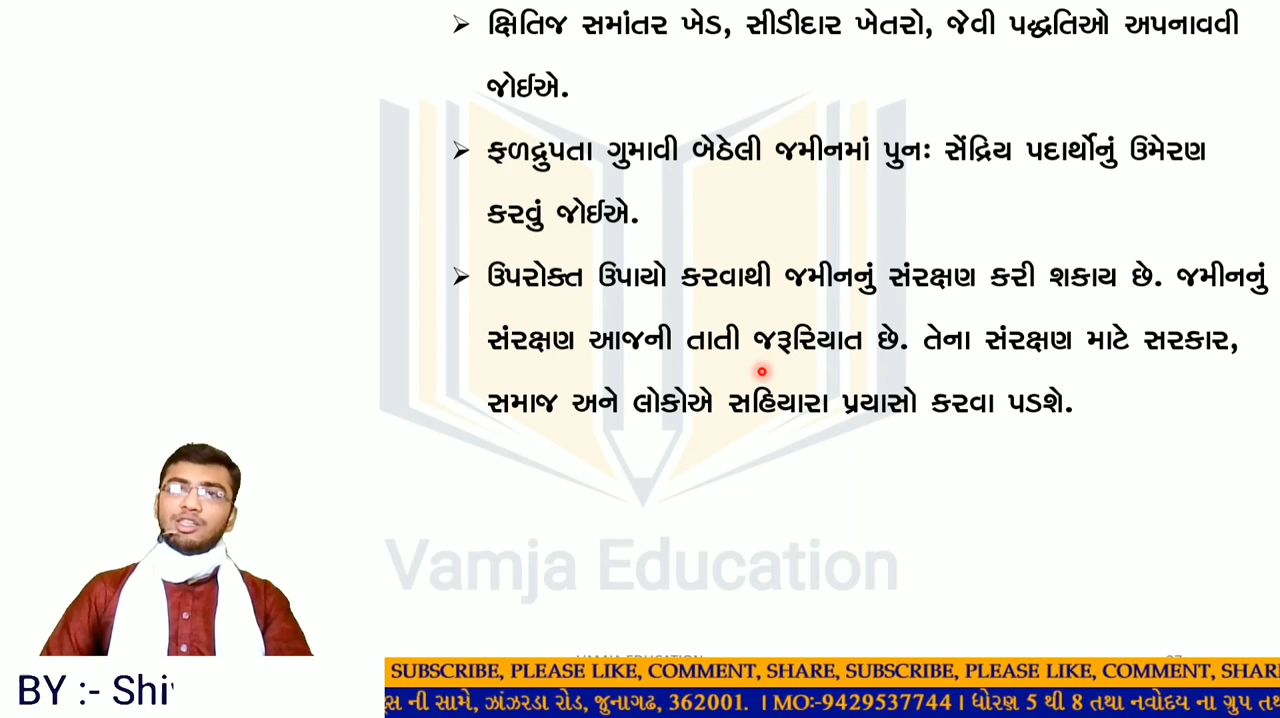 ➢ ક્ષિતિજ સમાંતર ખેડ, સીડીદાર ખેતરો, જેવી પદ્ધતિઓ અપનાવવી
જોઈએ.
➢ ફળદ્રુપતા ગુમાવી બેઠેલી જમીનમાં પુનઃ સેંદ્રિય પદાર્થોનું ઉમેરણ
કરવું જોઈએ.
➢ ઉપરોક્ત ઉપાયો કરવાથી જમીનનું સંરક્ષણ કરી શકાય છે. જમીનનું
સંરક્ષણ આજની તાતી જરૂરિયાત છે. તેના સંરક્ષણ માટે સરકાર,
સમાજ અને લોકોએ સહિયારા પ્રયાસો કરવા પડશે.
Vamja Education
BY :- Shi
SUBSCRIBE, PLEASE LIKE, COMMENT, SHARE, SUBSCRIBE, PLEASE LIKE, COMMENT, SHAR
ની સામે, ઝાંઝરડા રોડ, જુનાગઢ, 362001. | MO:-9429537744 | ધોરણ 5 થી 8 તથા નવોદય ના ગ્રુપ